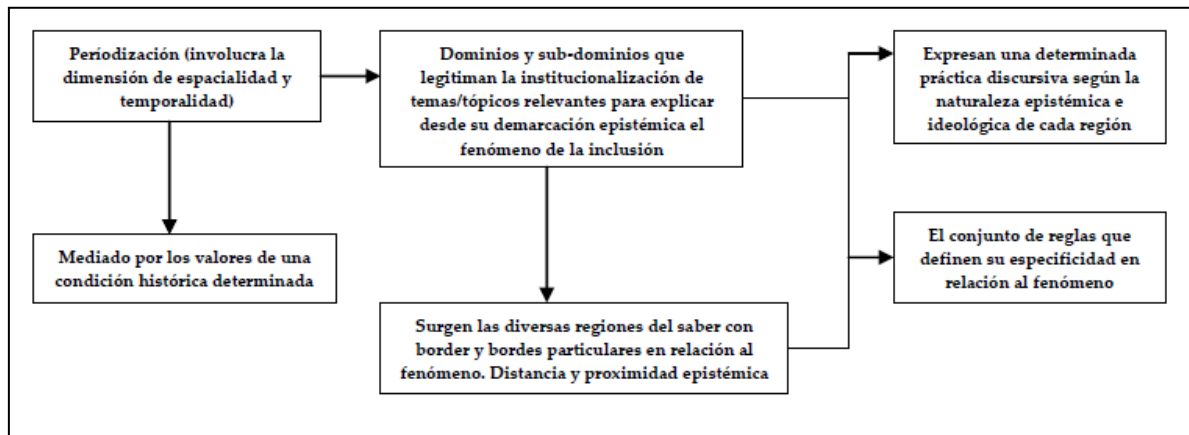 Períodización (involucra la
dimensión de espacialidad y
temporalidad)
Dominios y sub-dominios que
legitiman la institucionalización de
temas/tópicos relevantes para explicar
desde su demarcación epistémica el
fenómeno de la inclusión
Expresan una determinada
práctica discursiva según la
naturaleza epistémica e
ideológica de cada región
Mediado por los valores de una
condición histórica determinada
El conjunto de reglas que
definen su especificidad en
relación al fenómeno
Surgen las diversas regiones del saber con
border y bordes particulares en relación al
fenómeno. Distancia y proximidad epistémica